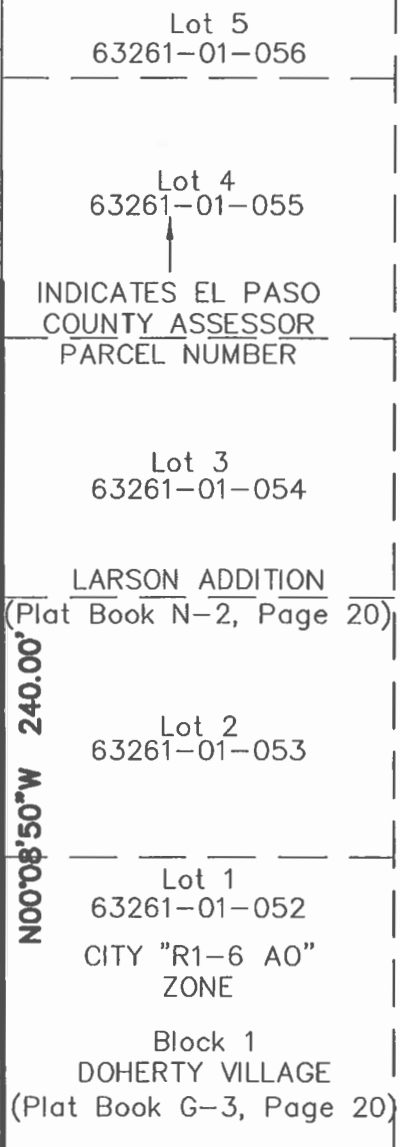 Lot 5
63261-01-056
Lot 4
63261-01-055
INDICATES EL PASO
COUNTY ASSESSOR
PARCEL NUMBER
Lot 3
63261-01-054
LARSON ADDITION
(Plat Book N-2, Page 20)
N00°08'50"W 240.00'
Lot 2
63261-01-053
Lot 1
63261-01-052
CITY "R1-6 AO"
ZONE
Block 1
DOHERTY VILLAGE
(Plat Book G-3, Page 20)